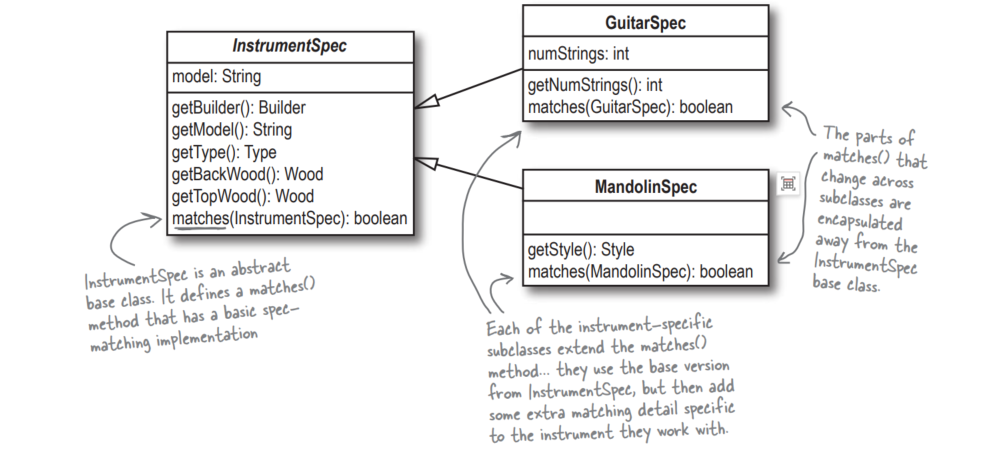 InstrumentSpec
model: String
getBuilder(): Builder
getModel(): String
getType(): Type
getBackWood(): Wood
getTopWood(): Wood
matches(InstrumentSpec): boolean
InstrumentSpec is an abstract
base class. It defines a matches()
method that has a basic spec-
matching implementation
GuitarSpec
numStrings: int
getNumStrings(): int
matches(GuitarSpec): boolean
MandolinSpec
getStyle(): Style
matches(MandolinSpec): boolean
The parts of
matches() that
change across
subclasses are
encapsulated
away from the
InstrumentSpec
base class.
Each of the instrument-specific
subclasses extend the matches()
method... they use the base version
from InstrumentSpec, but then add
some extra matching detail specific
to the instrument they work with.